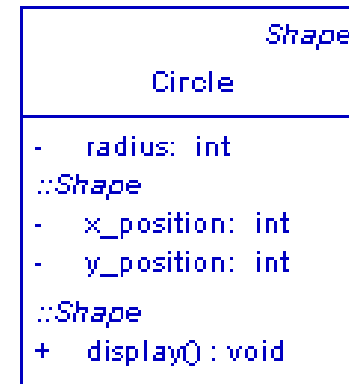 Shape
Circle
- radius: int
::Shape
- x_position: int
- y_position: int
::Shape
+ display() : void